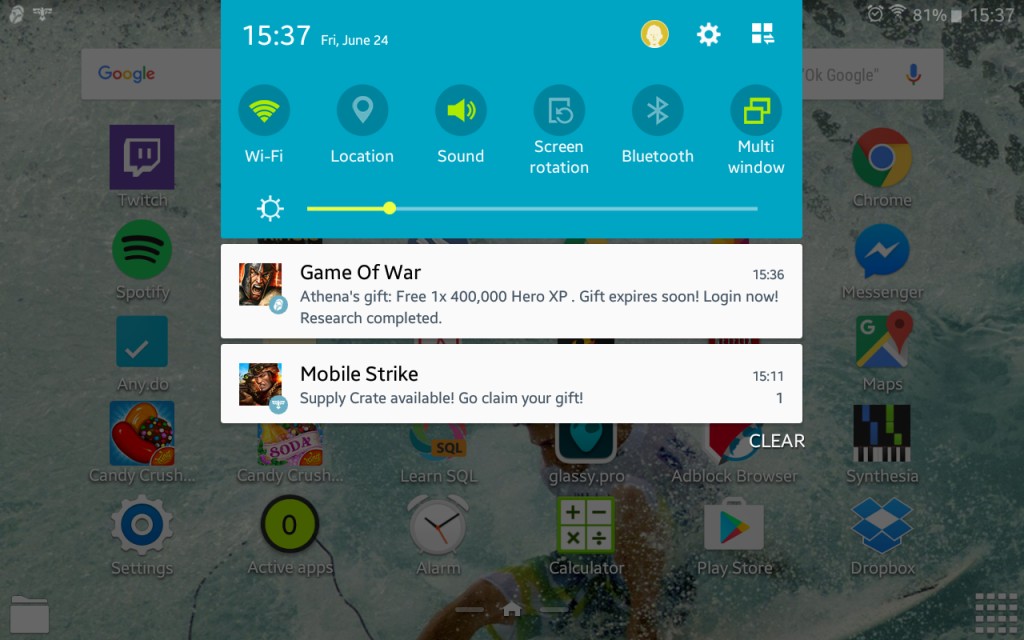 81% 15:37
15:37 Fri, June 24
Google
"Ok Google"
Wi-Fi
Location
Sound
Screen
rotation
Bluetooth
Multi
window
Game Of War
15:36
Athena's gift: Free 1x 400,000 Hero XP . Gift expires soon! Login now!
Research completed.
Mobile Strike
15:11
Supply Crate available! Go claim your gift!
1
CLEAR
Twitch
Chrome
Spotify
Messenger
Any.do
G
Maps
Candy Crush...
SODA
Candy Crush...
SQL
Learn SQL
glassy.pro
Adblock Browser
Synthesia
Settings
0
Active apps
Alarm
Calculator
Play Store
Dropbox